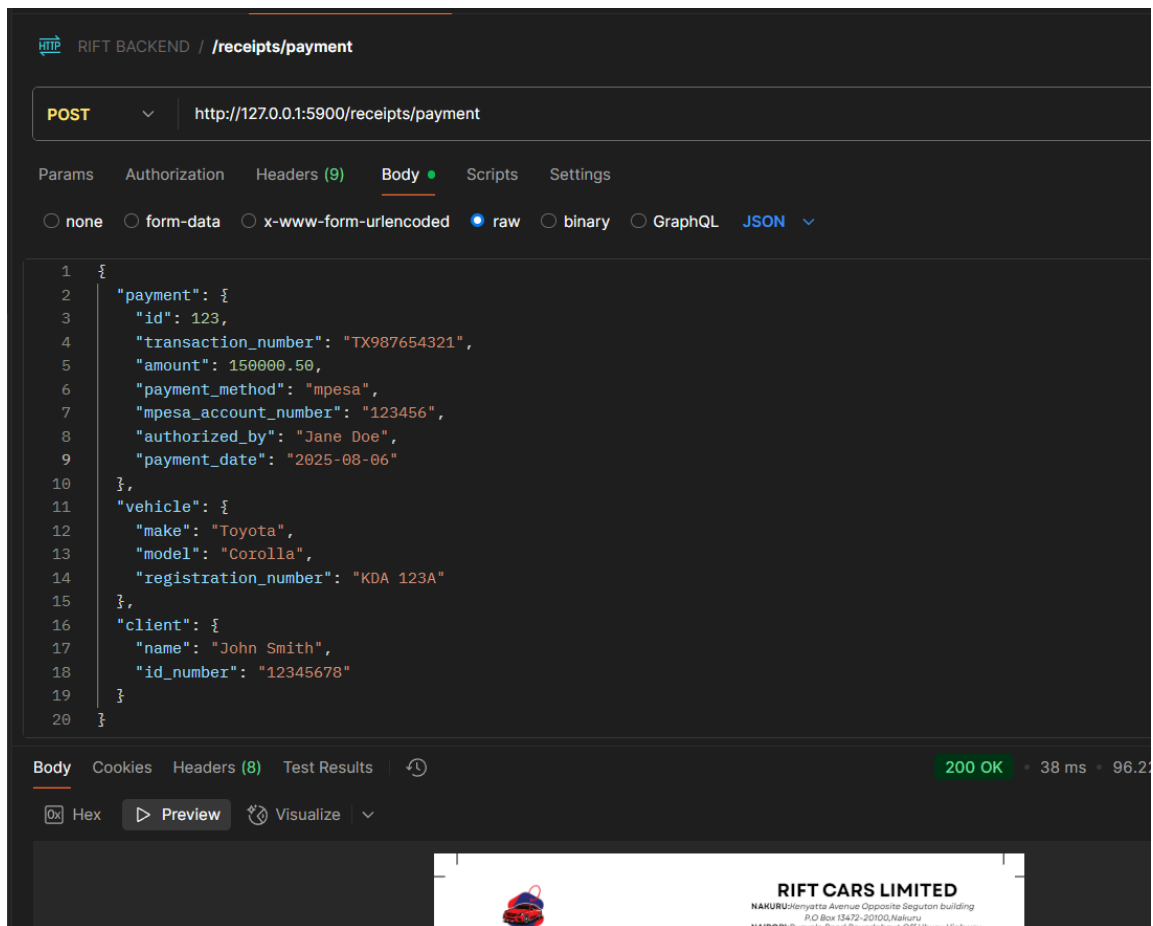 HTTP RIFT BACKEND / /receipts/payment
POST http://127.0.0.1:5900/receipts/payment
Params Authorization Headers (9) Body Scripts Settings
none form-data x-www-form-urlencoded raw binary GraphQL JSON
1 {
2 "payment": {
3 "id": 123,
4 "transaction_number": "TX987654321",
5 "amount": 150000.50,
6 "payment_method": "mpesa",
7 "mpesa_account_number": "123456",
8 "authorized_by": "Jane Doe",
9 "payment_date": "2025-08-06"
10 },
11 "vehicle": {
12 "make": "Toyota",
13 "model": "Corolla",
14 "registration_number": "KDA 123A"
15 },
16 "client": {
17 "name": "John Smith",
18 "id_number": "12345678"
19 }
20 }
Body Cookies Headers (8) Test Results 200 OK • 38 ms • 96.22
0x Hex Preview Visualize
RIFT CARS LIMITED
NAKURU:Kenyatta Avenue Opposite Seguton building
P.O Box 13472-20100,Nakuru